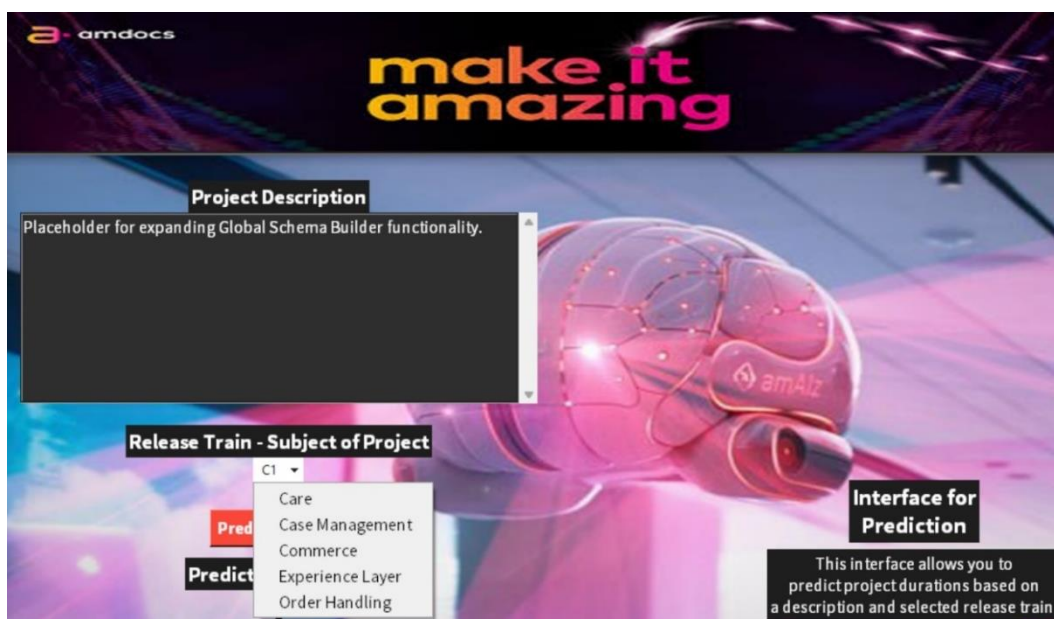 amdocs
make it
amazing
Project Description
Placeholder for expanding Global Schema Builder functionality.
amAIz
Release Train - Subject of Project
C1
Care
Case Management
Commerce
Experience Layer
Order Handling
Pred
Predict
Interface for
Prediction
This interface allows you to
predict project durations based on
a description and selected release train